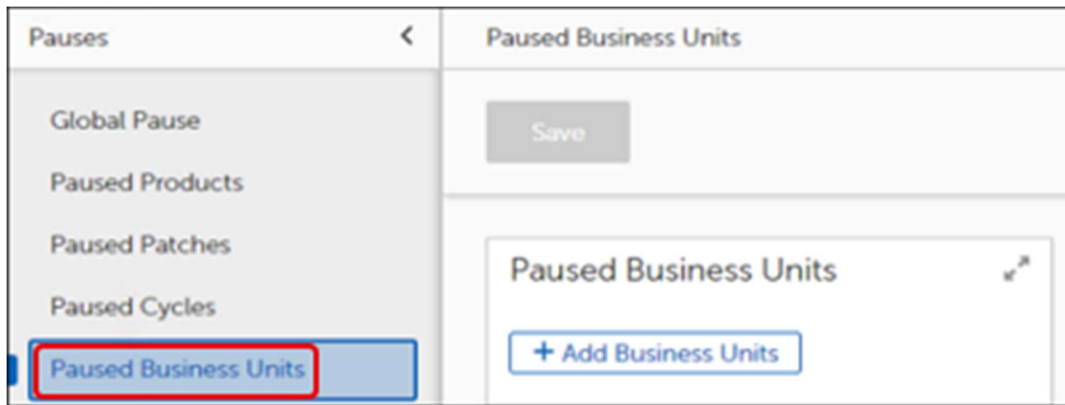 Pauses
Global Pause
Paused Products
Paused Patches
Paused Cycles
Paused Business Units
Paused Business Units
Save
Paused Business Units
+ Add Business Units